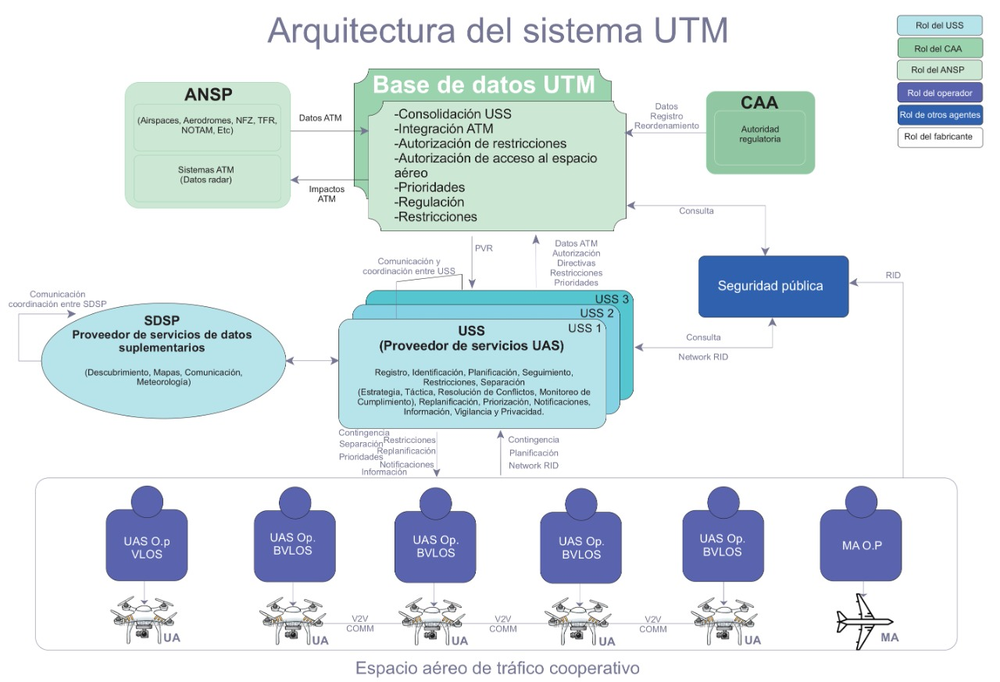 Arquitectura del sistema UTM
Rol del USS
Rol del CAA
Rol del ANSP
Rol del operador
Rol de otros agentes
Rol del fabricante
ANSP
(Airspaces, Aerodromes, NFZ, TFR,
NOTAM, Etc)
Sistemas ATM
(Datos radar)
Datos ATM
Impactos
ATM
Base de datos UTM
-Consolidación USS
-Integración ATM
-Autorización de restricciones
-Autorización de acceso al espacio
aéreo
-Prioridades
-Regulación
-Restricciones
Datos
Registro
Reordenamiento
CAA
Autoridad
regulatoria
Consulta
PVR
Datos ATM
Autorización
Directivas
Restricciones
Prioridades
Comunicación y
coordinación entre USS
Seguridad pública
RID
Comunicación
coordinación entre SDSP
SDSP
Proveedor de servicios de datos
suplementarios
(Descubrimiento, Mapas, Comunicación,
Meteorología)
USS 3
USS 2
USS 1
USS
(Proveedor de servicios UAS)
Registro, Identificación, Planificación, Seguimiento,
Restricciones, Separación
(Estrategia, Táctica, Resolución de Conflictos, Monitoreo de
Cumplimiento), Replanificación, Priorización, Notificaciones,
Información, Vigilancia y Privacidad.
Consulta
Network RID
Contingencia
Separación
Prioridades
Restricciones
Replanificación
Notificaciones
Información
Contingencia
Planificación
Network RID
UAS O.p
VLOS
UAS Op.
BVLOS
UAS Op.
BVLOS
UAS Op.
BVLOS
UAS Op.
BVLOS
MA O.P
UA
UA
V2V
COMM
UA
V2V
COMM
UA
V2V
COMM
UA
MA
Espacio aéreo de tráfico cooperativo